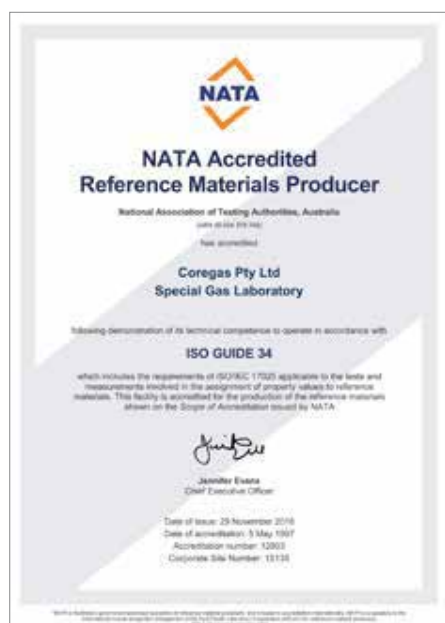 NATA
NATA Accredited
Reference Materials Producer
National Association of Testing Authorities, Australia
has accredited
Coregas Pty Ltd
Special Gas Laboratory
following demonstration of its technical competence to operate in accordance with
ISO GUIDE 34
which includes the requirements of ISO/IEC 17025 applicable to the tests and
measurements involved in the assignment of property values to reference
materials. This facility is accredited for the production of the reference materials
shown on the Scope of Accreditation issued by NATA
Jennifer Evans
Chief Executive Officer
Date of issue: 29 November 2016
Date of accreditation: 5 May 1997
Accreditation number:
Corporate Site Number: